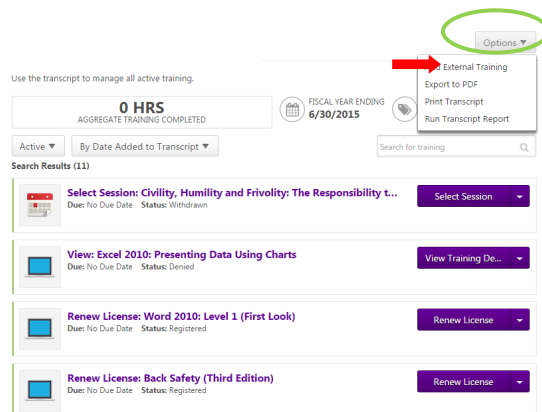 Options ▼
External Training
Export to PDF
Print Transcript
Run Transcript Report
Use the transcript to manage all active training.
0 HRS
AGGREGATE TRAINING COMPLETED
FISCAL YEAR ENDING
6/30/2015
Active ▼ By Date Added to Transcript ▼ Search for training
Search Results (11)
Select Session: Civility, Humility and Frivolity: The Responsibility t...
Due: No Due Date Status: Withdrawn
Select Session
View: Excel 2010: Presenting Data Using Charts
Due: No Due Date Status: Denied
View Training De...
Renew License: Word 2010: Level 1 (First Look)
Due: No Due Date Status: Registered
Renew License
Renew License: Back Safety (Third Edition)
Due: No Due Date Status: Registered
Renew License